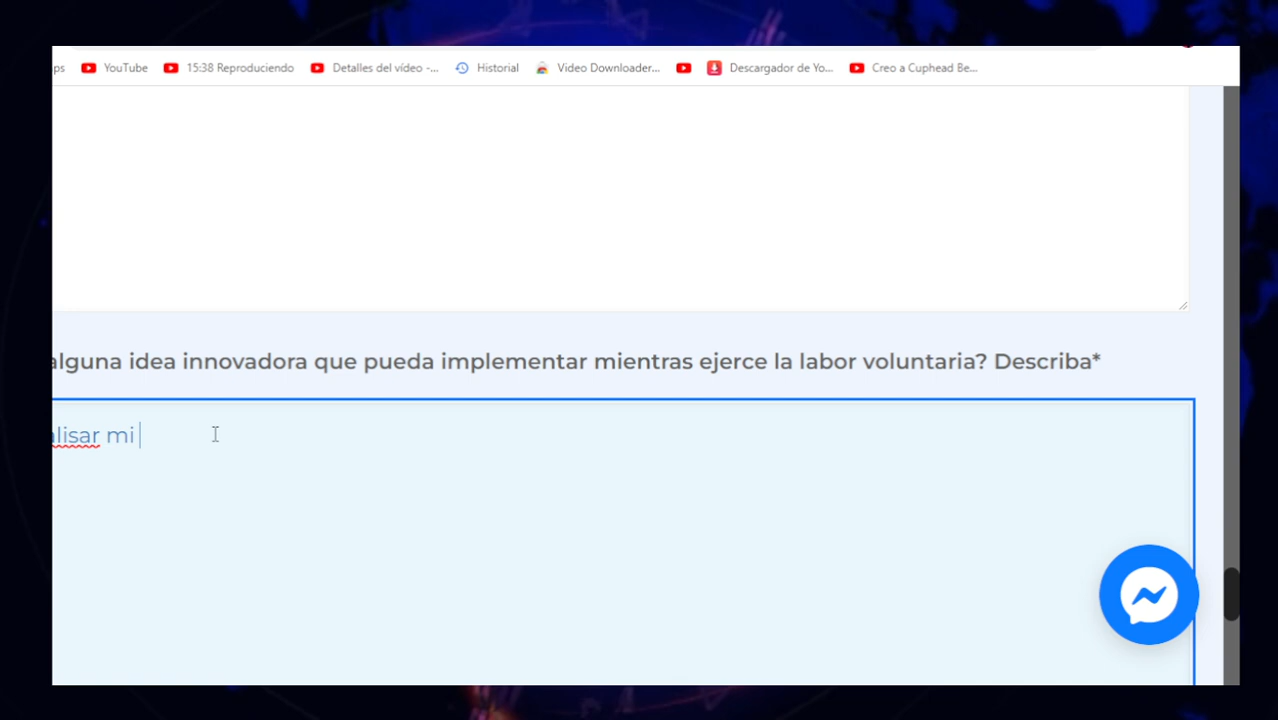 ps YouTube 15:38 Reproduciendo Detalles del vídeo -... Historial Video Downloader... Descargador de Yo... Creo a Cuphead Be...
alguna idea innovadora que pueda implementar mientras ejerce la labor voluntaria? Describa*
alisar mi